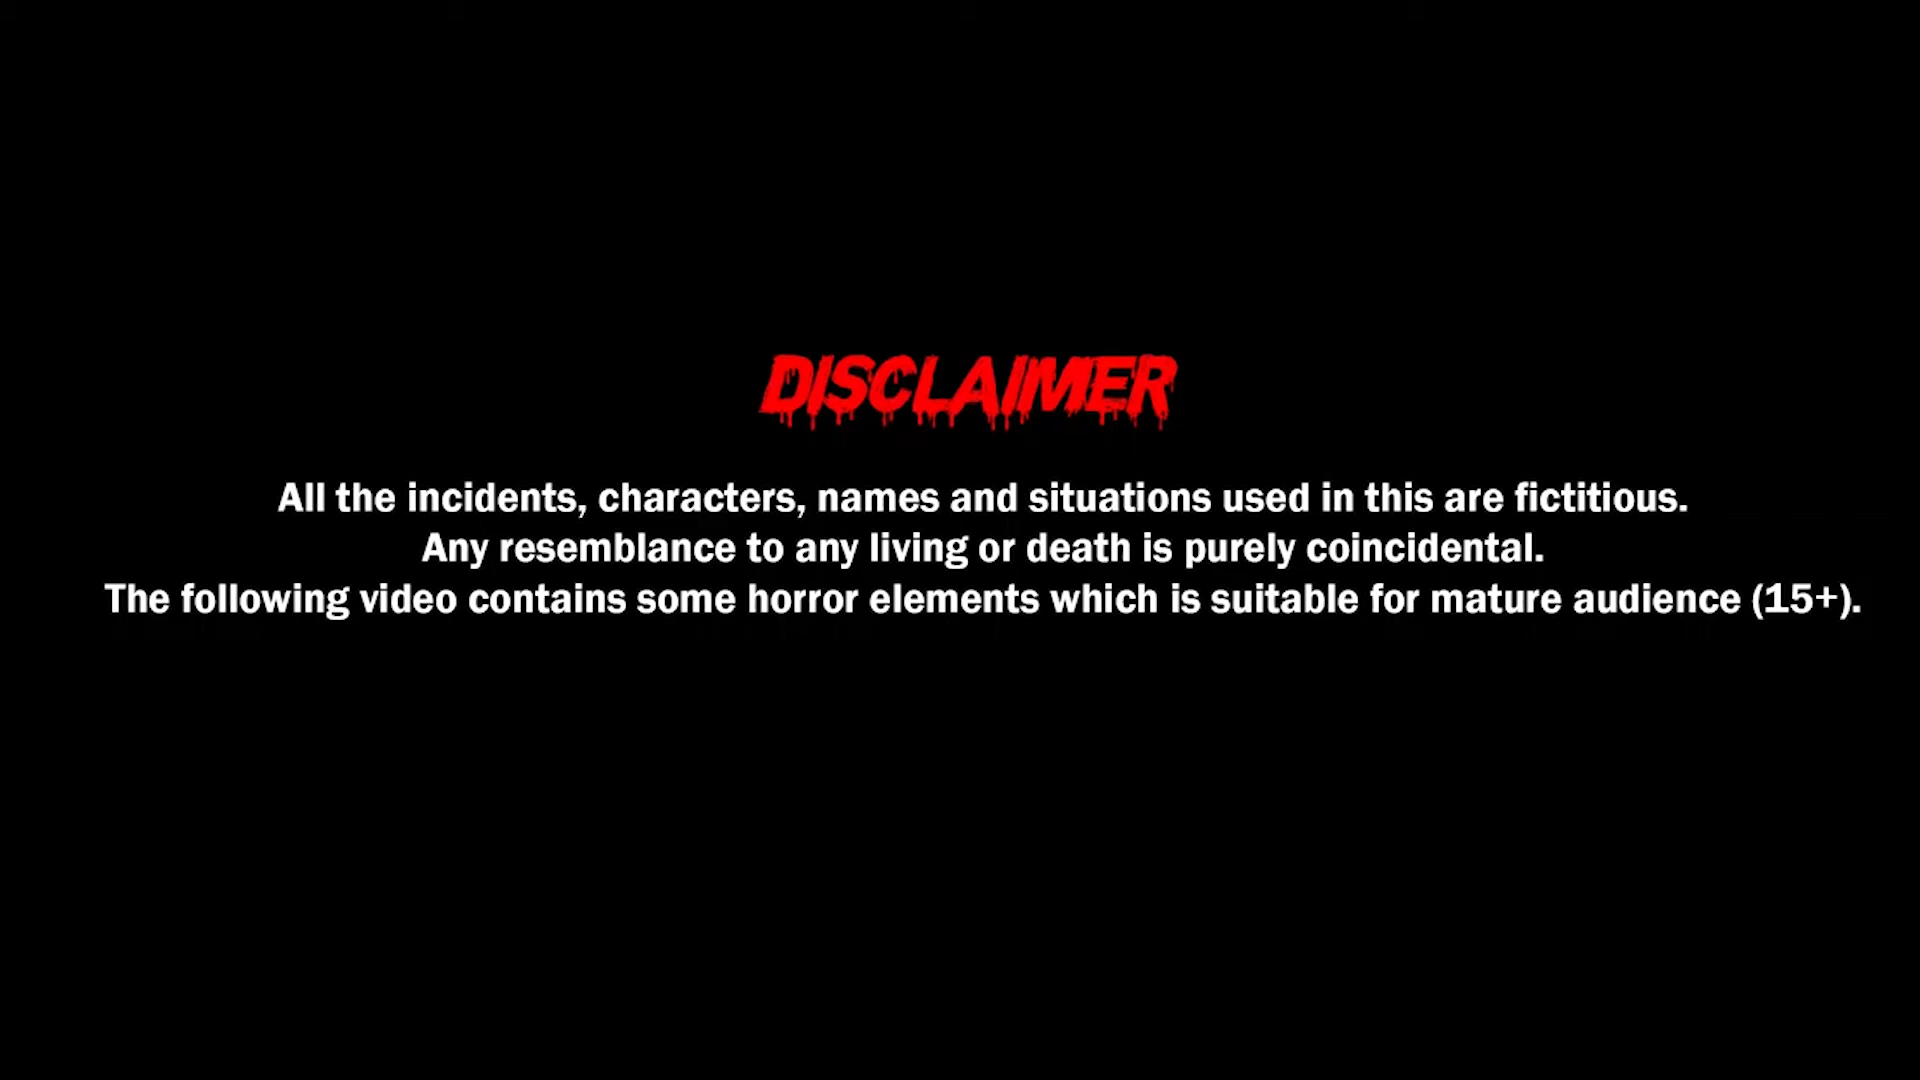 DISCLAIMER
All the incidents, characters, names and situations used in this are fictitious.
Any resemblance to any living or death is purely coincidental.
The following video contains some horror elements which is suitable for mature audience (15+).